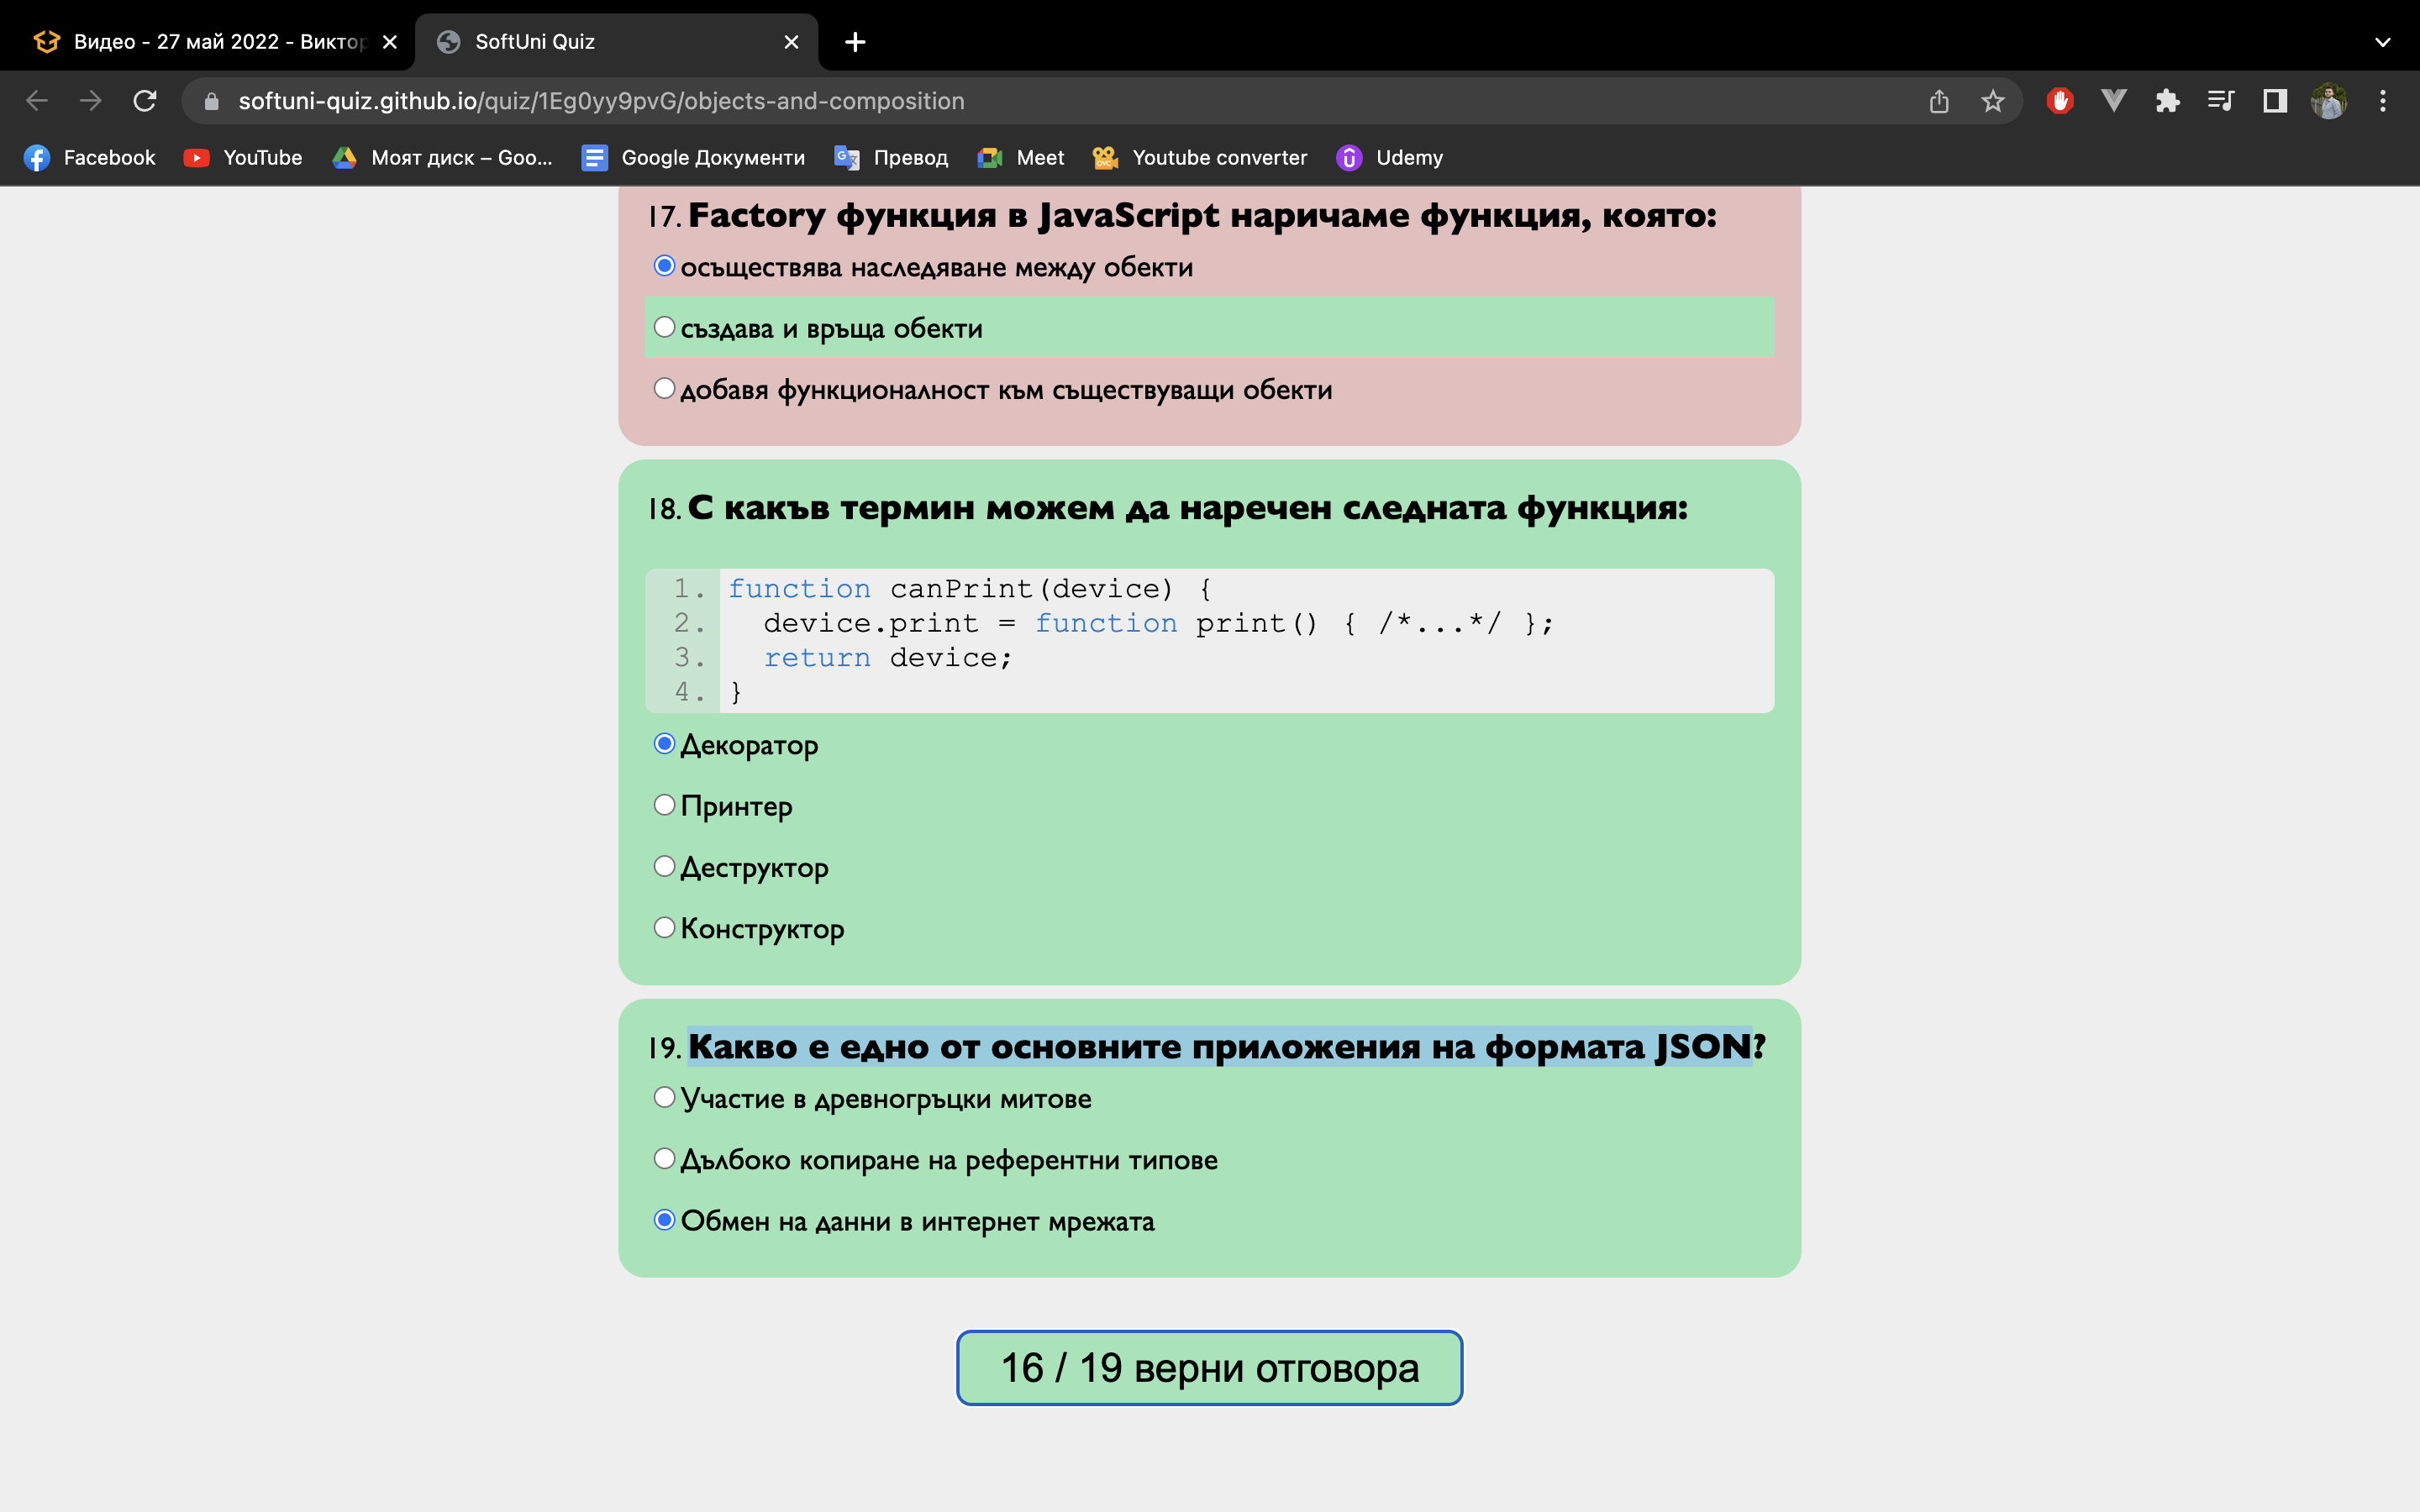 Видео - 27 май 2022 - Виктор
SoftUni Quiz
softuni-quiz.github.io/quiz/1Eg0yy9pvG/objects-and-composition
Facebook YouTube Моят диск – Goo... Google Документи Превод Meet Youtube converter Udemy
17. Factory функция в JavaScript наричаме функция, която:
осъществява наследяване между обекти
създава и връща обекти
добавя функционалност към съществуващи обекти
18. С какъв термин можем да наречен следната функция:
1. function canPrint(device) {
2. device.print = function print() { /*...*/ };
3. return device;
4. }
Декоратор
Принтер
Деструктор
Конструктор
19. Какво е едно от основните приложения на формата JSON?
Участие в древногръцки митове
Дълбоко копиране на референтни типове
Обмен на данни в интернет мрежата
16 / 19 верни отговора